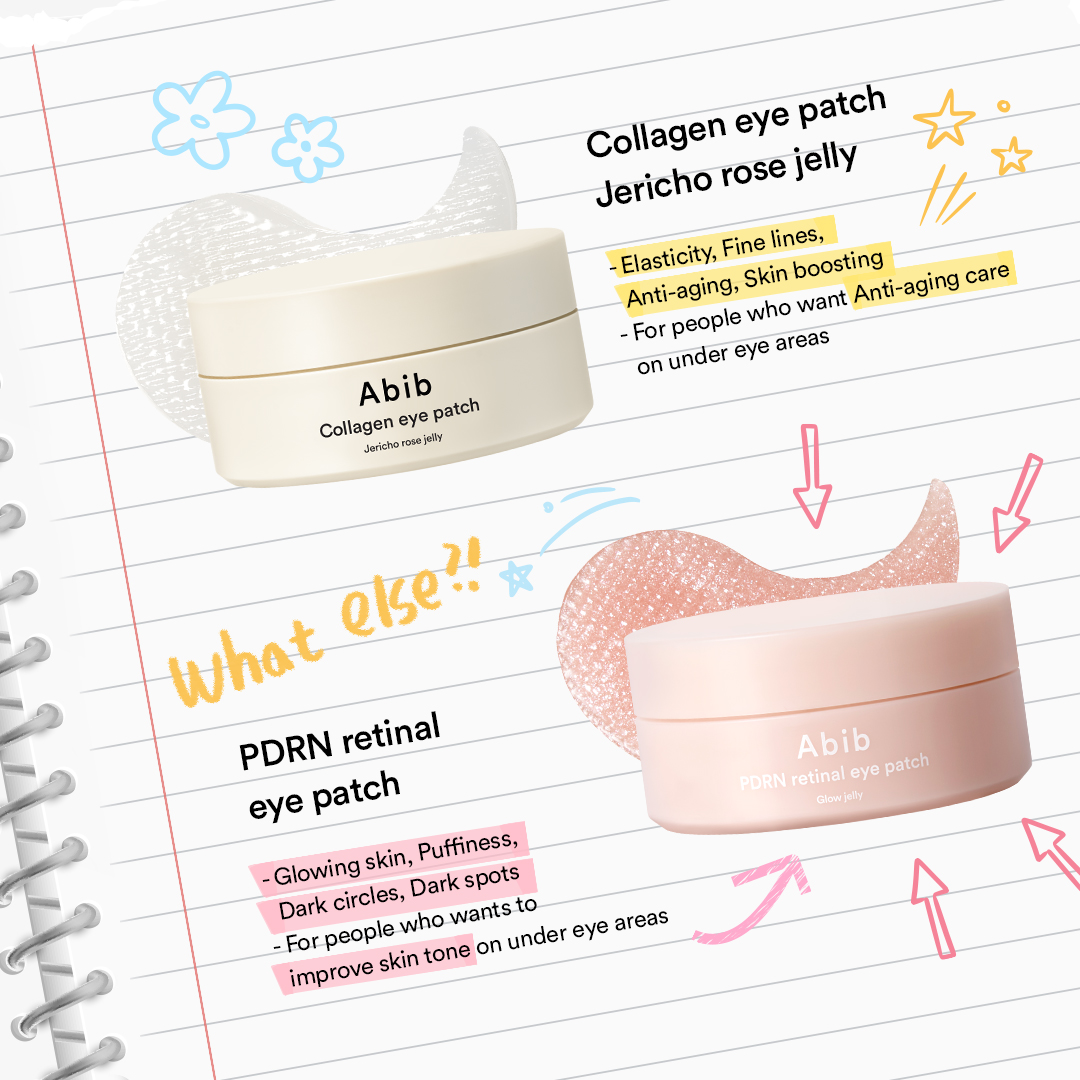 Collagen eye patch
Jericho rose jelly
- Elasticity, Fine lines,
Anti-aging, Skin boosting
- For people who want Anti-aging care
on under eye areas
Abib
Collagen eye patch
Jericho rose jelly
What else?!
Abib
PDRN retinal eye patch
Glow jelly
PDRN retinal
eye patch
- Glowing skin, Puffiness,
Dark circles, Dark spots
- For people who wants to
improve skin tone on under eye areas